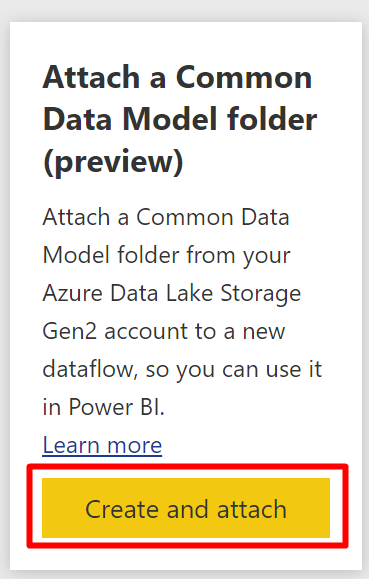 Attach a Common
Data Model folder
(preview)
Attach a Common Data
Model folder from your
Azure Data Lake Storage
Gen2 account to a new
dataflow, so you can use it
in Power BI.
Learn more
Create and attach